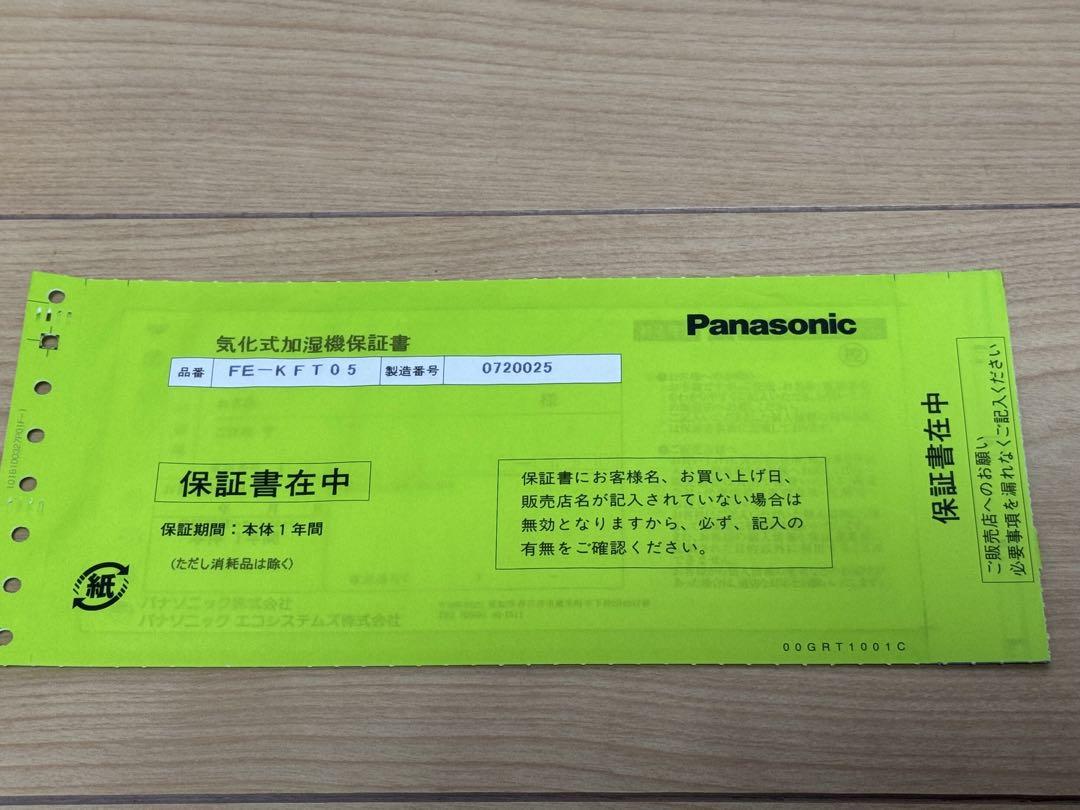 Panasonic
気化式加湿機保証書
品番 FE-KFT05 製造番号 0720025
保証書在中
保証期間：本体1年間
（ただし消耗品は除く）
紙
保証書にお客様名、お買い上げ日、
販売店名が記入されていない場合は
無効となりますから、必ず、記入の
有無をご確認ください。
パナソニック株式会社
パナソニック エコシステムズ株式会社
00GRT1001C
保証書在中
ご販売店へのお願い
必要事項を漏れなくご記入ください